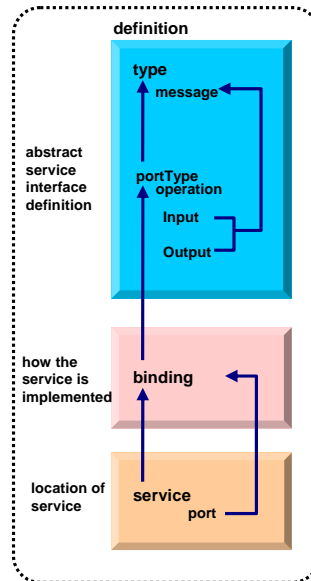 definition
type
message
abstract
service
interface
definition
portType
operation
Input
Output
how the
service is
implemented
binding
location of
service
service
port